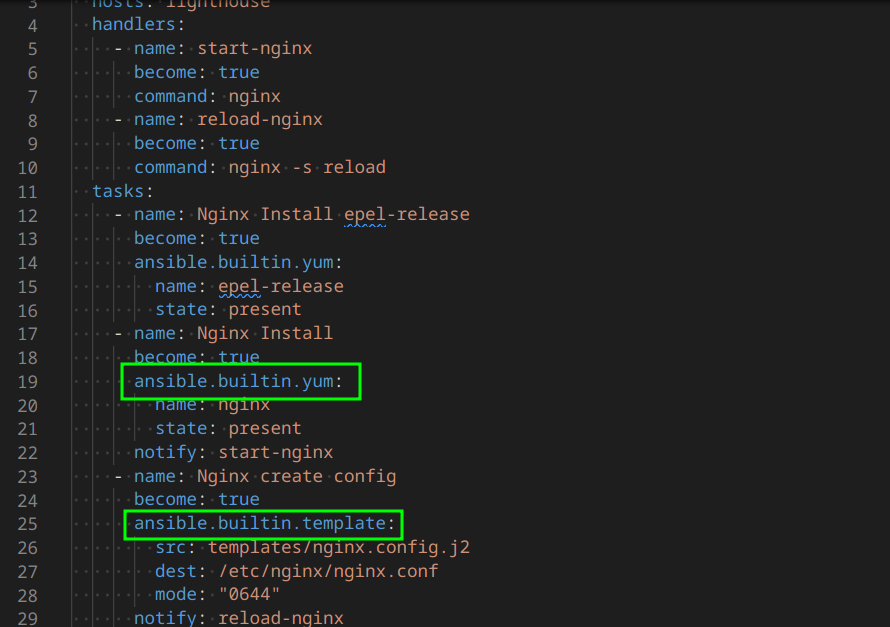 3 hosts: lighthouse
4 handlers:
5 - name: start-nginx
6 become: true
7 command: nginx
8 - name: reload-nginx
9 become: true
10 command: nginx -s reload
11 tasks:
12 - name: Nginx Install epel-release
13 become: true
14 ansible.builtin.yum:
15 name: epel-release
16 state: present
17 - name: Nginx Install
18 become: true
19 ansible.builtin.yum:
20 name: nginx
21 state: present
22 notify: start-nginx
23 - name: Nginx create config
24 become: true
25 ansible.builtin.template:
26 src: templates/nginx.config.j2
27 dest: /etc/nginx/nginx.conf
28 mode: "0644"
29 notify: reload-nginx